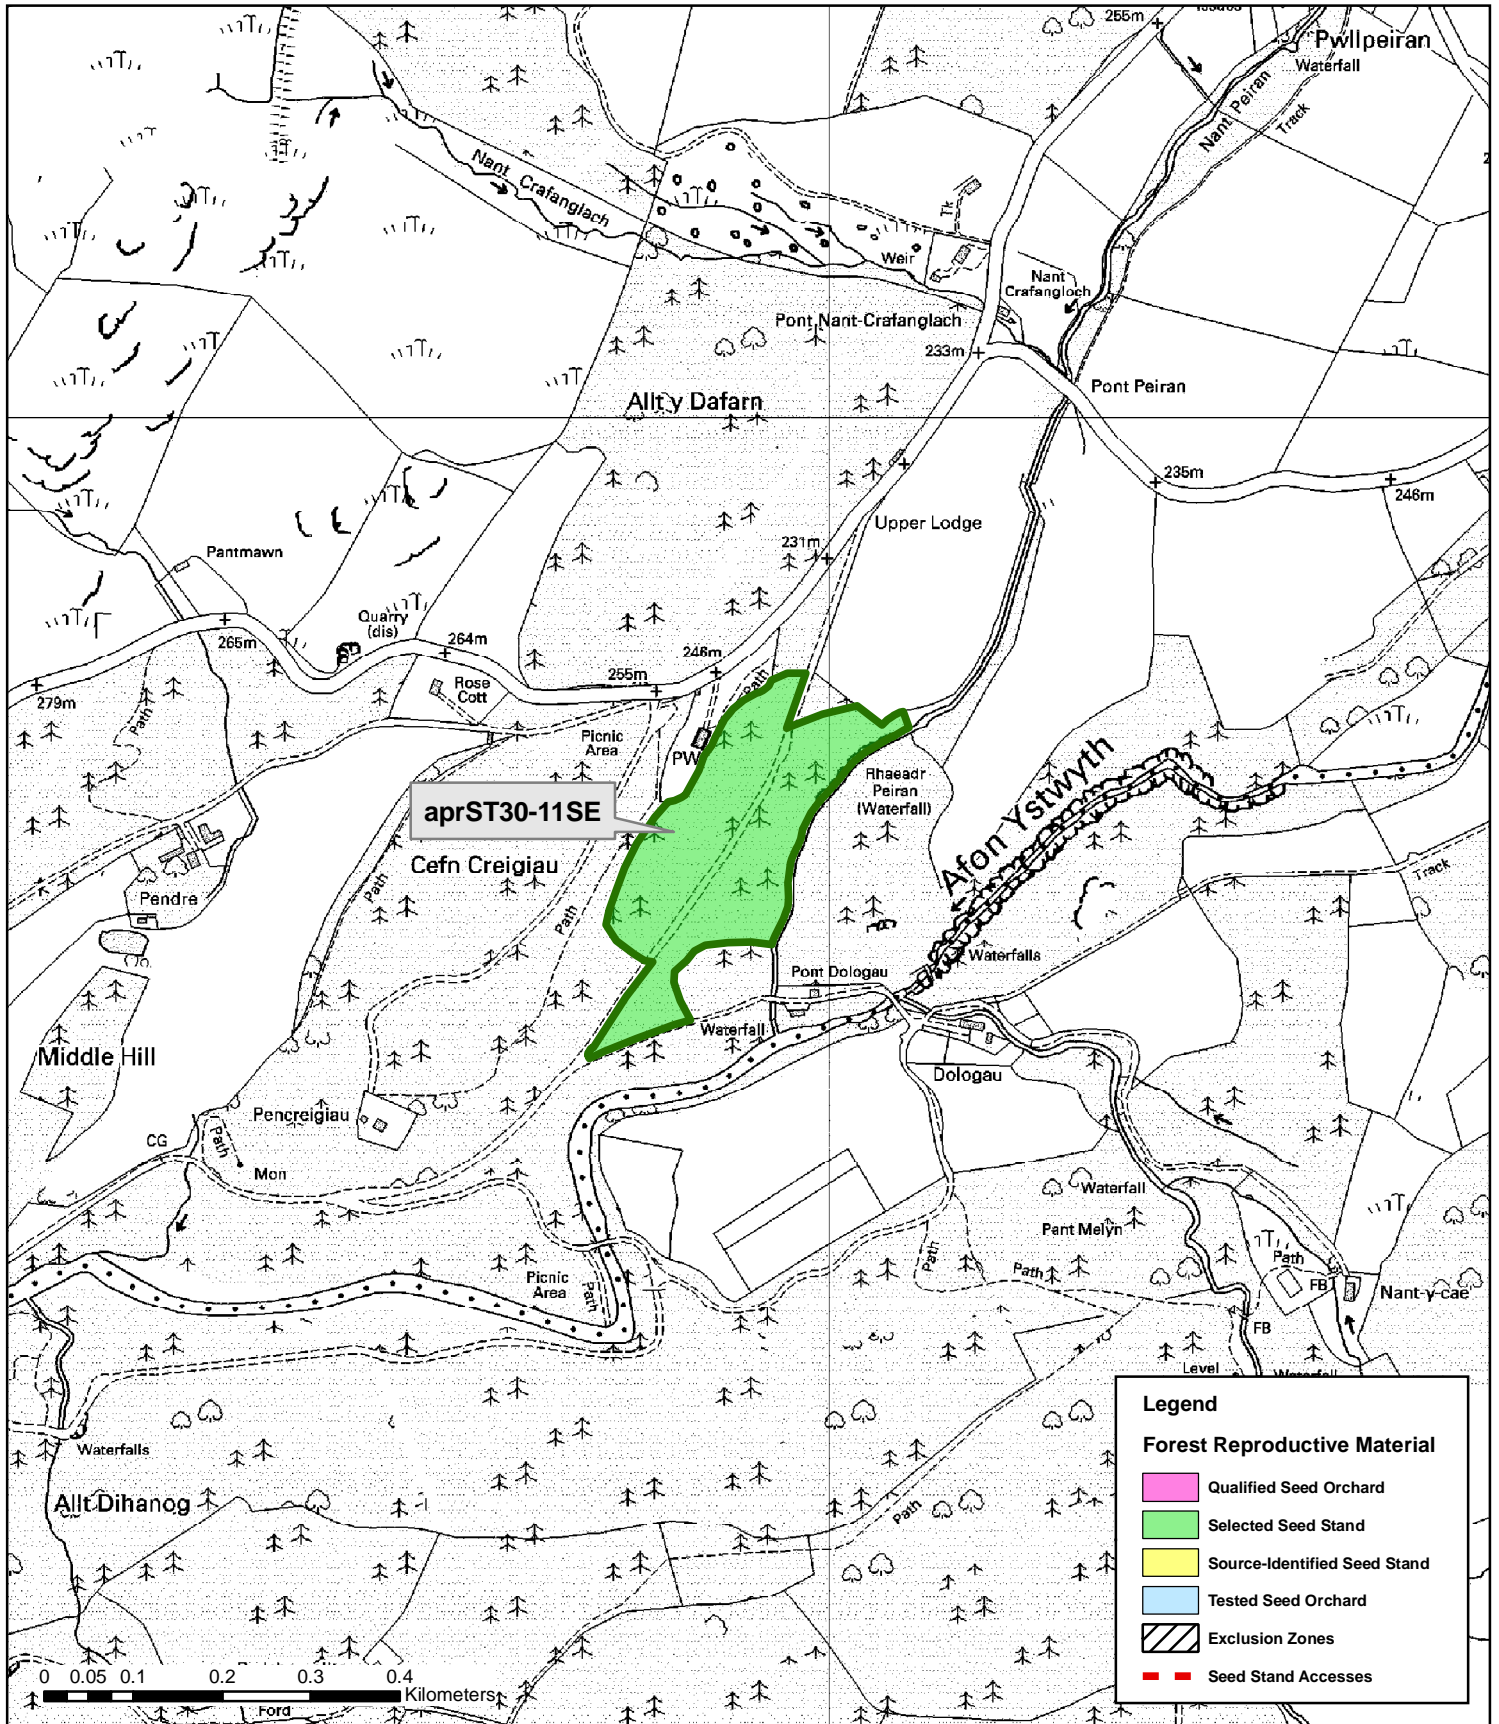 255m
Pwllpeiran
Waterfall
Nant Peiran
Track
Nant Crafanglach
Tk
Weir
Nant
Crafangloch
Pont Nant-Crafanglach
233m
Pont Peiran
Allt y Dafarn
235m
246m
Upper Lodge
231m
Pantmawn
Quarry
(dis)
265m
264m
246m
255m
Rose
Cott
279m
Path
Path
Picnic
Area
PW
Rhaeadr
Peiran
(Waterfall)
Afon Ystwyth
aprST30-11SE
Cefn Creigiau
Path
Path
Track
Pendre
Waterfalls
Pont Dologau
Waterfall
Middle Hill
Dologau
Pencreigiau
CG
Path
Mon
Waterfall
Pant Melyn
Path
Path
Path
FB
Nant-y-cae
Picnic
Area
Path
FB
Level
Waterfall
Waterfalls
Allt Dihanog
Path
Legend
Forest Reproductive Material
Qualified Seed Orchard
Selected Seed Stand
Source-Identified Seed Stand
Tested Seed Orchard
Exclusion Zones
Seed Stand Accesses
0 0.05 0.1 0.2 0.3 0.4
Kilometers
Ford